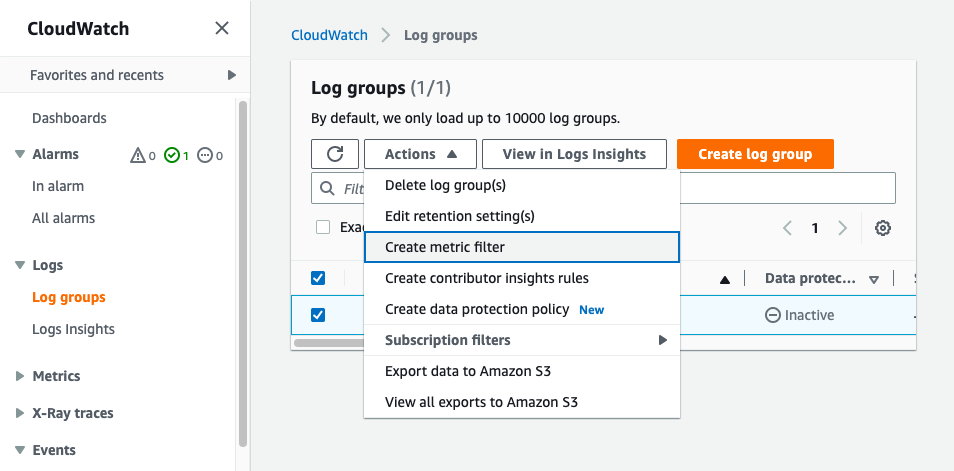 CloudWatch
Favorites and recents
Dashboards
Alarms 0 1 0
In alarm
All alarms
Logs
Log groups
Logs Insights
Metrics
X-Ray traces
Events
CloudWatch > Log groups
Log groups (1/1)
By default, we only load up to 10000 log groups.
Actions View in Logs Insights Create log group
Delete log group(s)
Edit retention setting(s)
1
Create metric filter
Create contributor insights rules
Data protec...
Create data protection policy New
Inactive
Subscription filters
Export data to Amazon S3
View all exports to Amazon S3